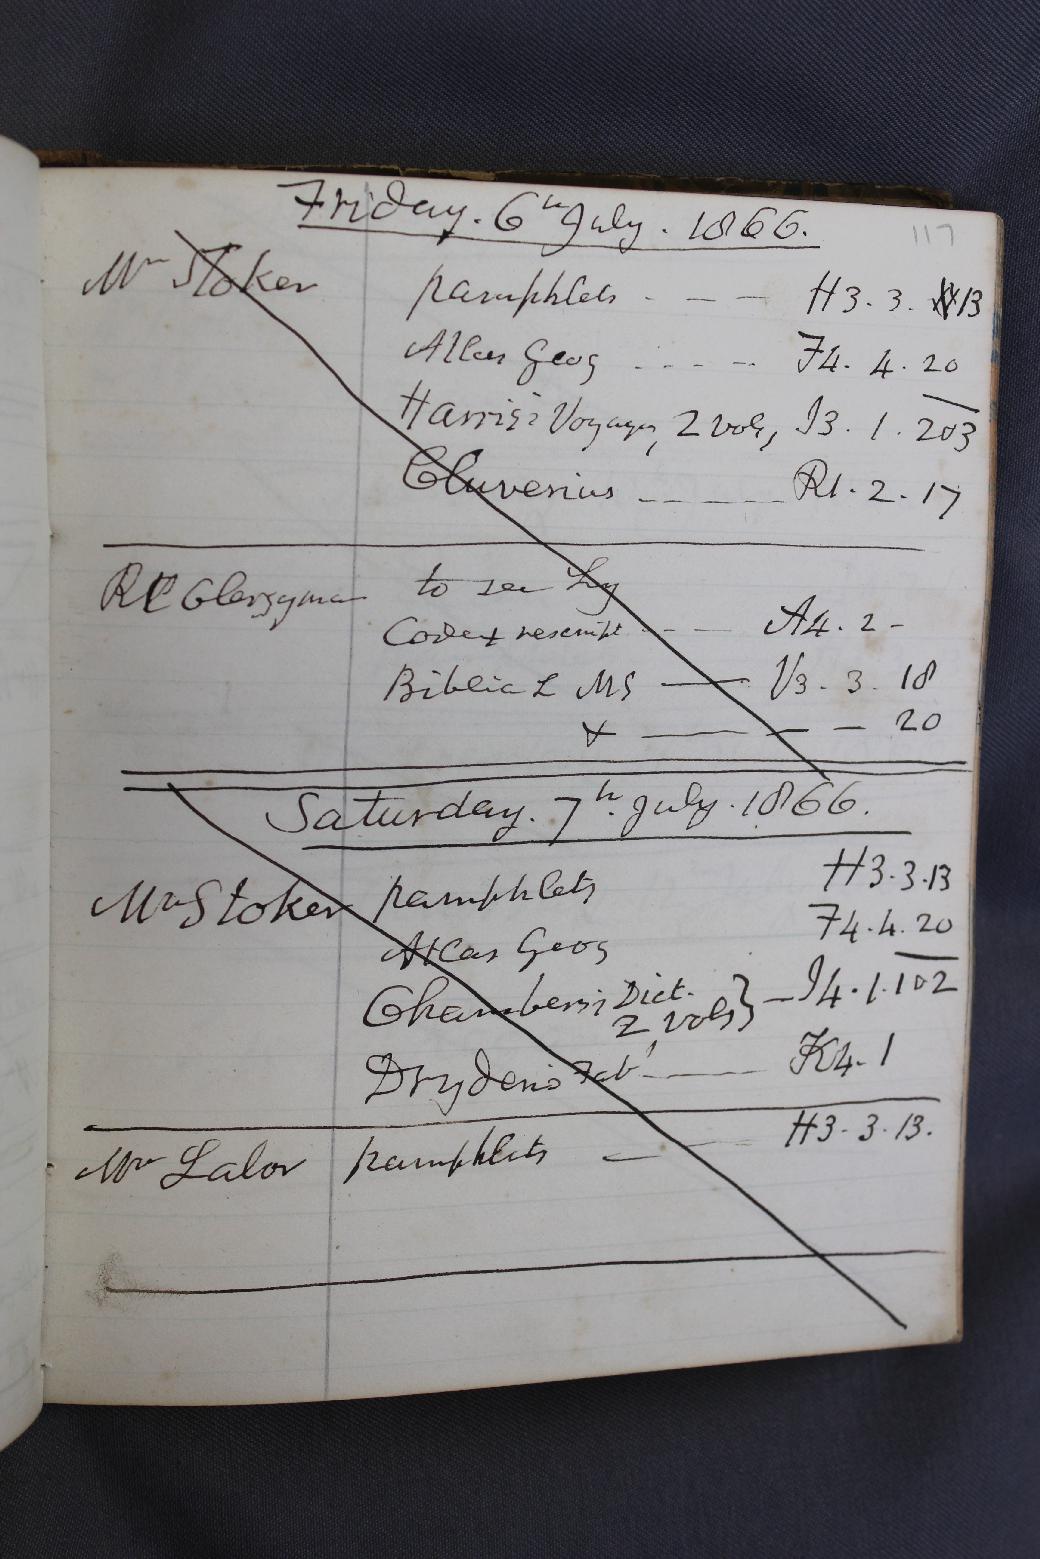 Friday. 6th July. 1866.
117
Mr Stoker pamphlets - - - H3. 3. 13
Atlas Geog - - - - F4. 4. 20
Harris's Voyages, 2 vols, I3. 1. 203
Cluverius - - - R1. 2. 17
RC Clergyman to see Liby
Codex rescript. - - A4. 2 -
Biblia L MS — V3. 3. 18
— — — 20
Saturday. 7th. July. 1866.
Mr Stoker pamphlets H3. 3. 13
Atlas Geog F4. 4. 20
Chambers's Dict. 2 vols } - I4. 1. 102
Dryden's Fab' — K4. 1
Mr Lalor pamphlets — H3. 3. 13.